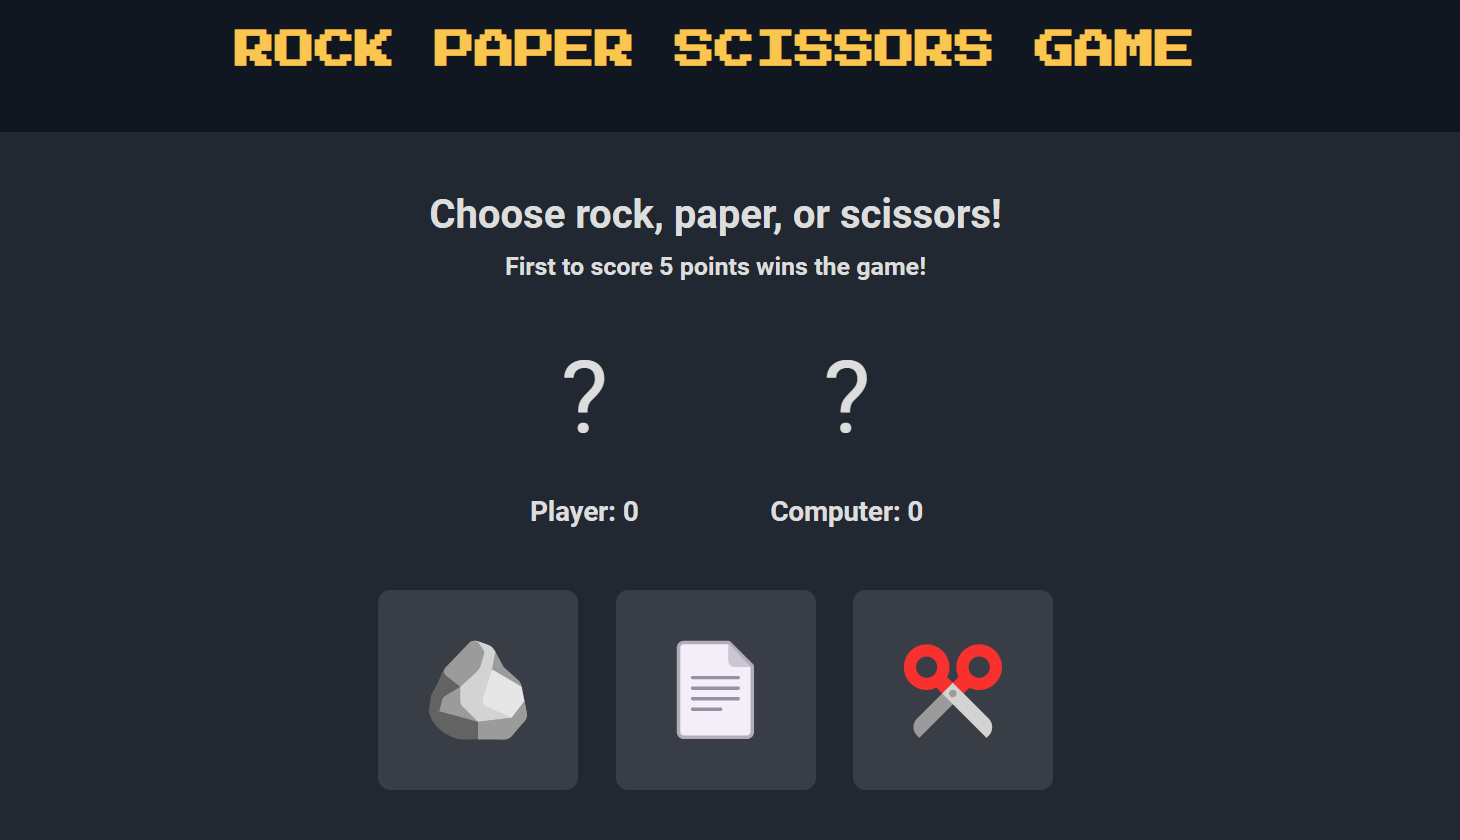 ROCK PAPER SCISSORS GAME
Choose rock, paper, or scissors!
First to score 5 points wins the game!
? ?
Player: 0 Computer: 0